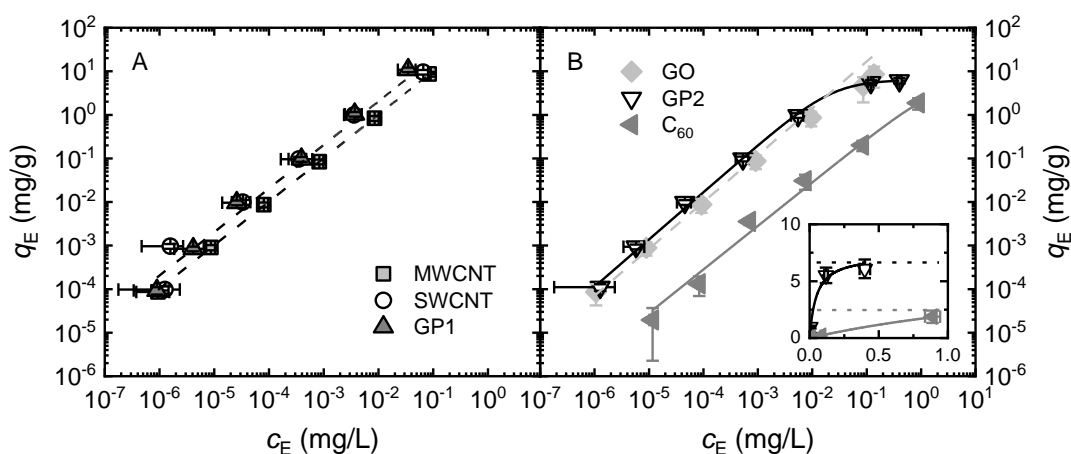 A
q_E (mg/g)
10^2
10^1
10^0
10^-1
10^-2
10^-3
10^-4
10^-5
10^-6
MWCNT
SWCNT
GP1
10^-7 10^-6 10^-5 10^-4 10^-3 10^-2 10^-1 10^0
c_E (mg/L)
B
GO
GP2
C_60
10
5
0
0.0 0.5 1.0
10^2
10^1
10^0
10^-1
10^-2
10^-3
10^-4
10^-5
10^-6
q_E (mg/g)
10^-7 10^-6 10^-5 10^-4 10^-3 10^-2 10^-1 10^0 10^1
c_E (mg/L)